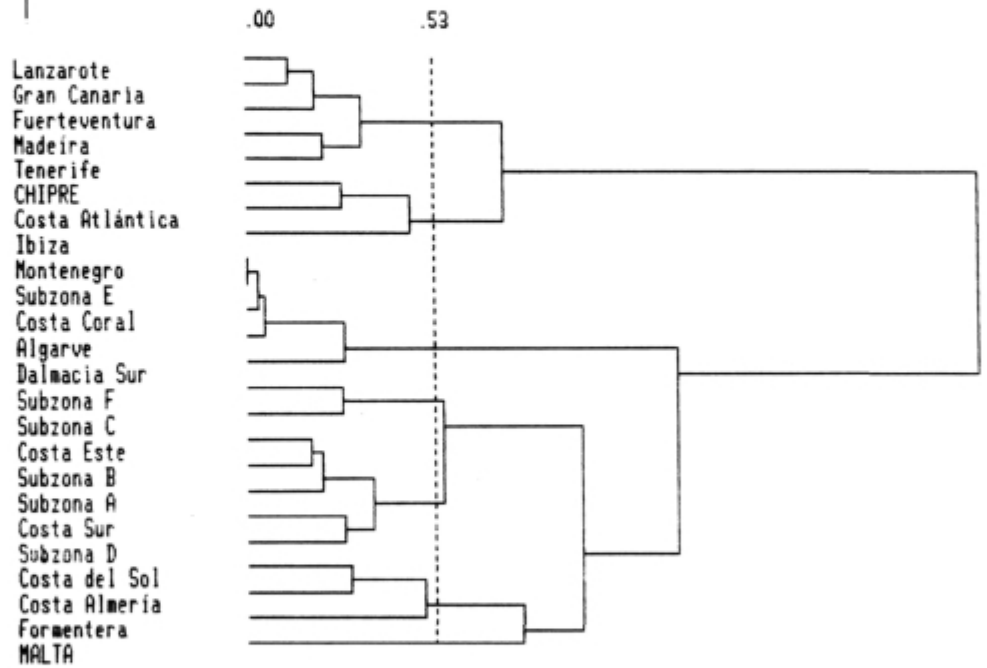 .00 .53
Lanzarote
Gran Canaria
Fuerteventura
Madeira
Tenerife
CHIPRE
Costa Atlántica
Ibiza
Montenegro
Subzona E
Costa Coral
Algarve
Dalmacia Sur
Subzona F
Subzona C
Costa Este
Subzona B
Subzona A
Costa Sur
Subzona D
Costa del Sol
Costa Almería
Formentera
MALTA